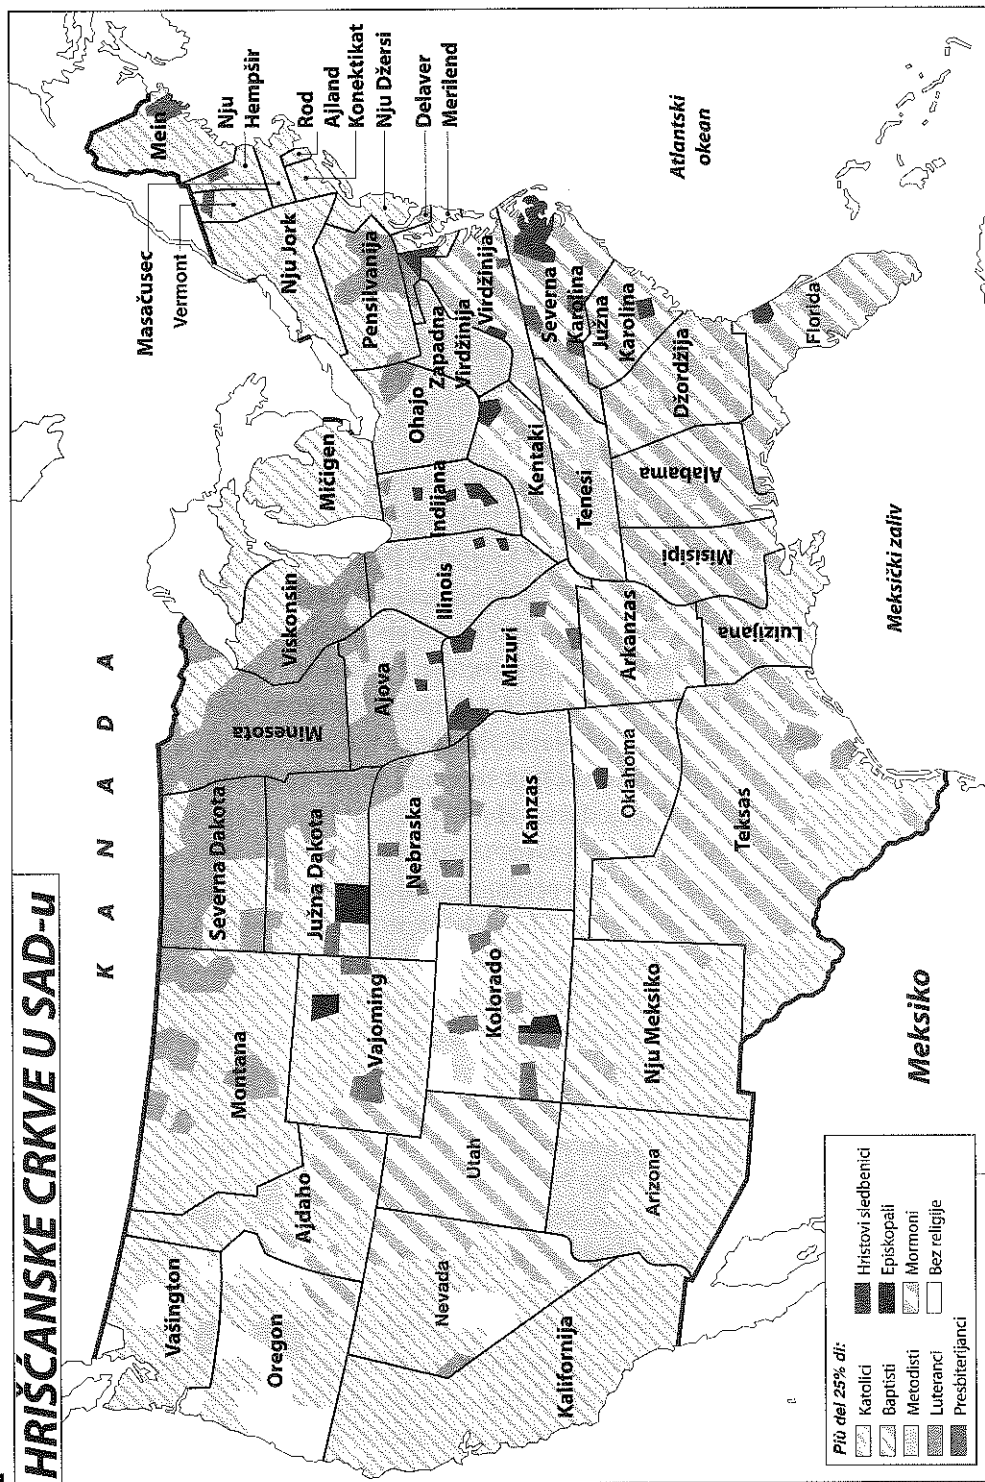 HRIŠĆANSKE CRKVE U SAD-u
K A N A D A
Vašington
Oregon
Kalifornija
Nevada
Ajdaho
Utah
Arizona
Montana
Vajoming
Kolorado
Nju Meksiko
Severna Dakota
Južna Dakota
Nebraska
Kanzas
Oklahoma
Teksas
Minesota
Ajova
Mizuri
Arkanzas
Luizijana
Viskonsin
Ilinois
Mičigen
Indijana
Ohajo
Kentaki
Tenesi
Misisipi
Alabama
Džordžija
Florida
Južna
Karolina
Severna
Karolina
Virdžinija
Zapadna
Virdžinija
Pensilvanija
Nju Jork
Vermont
Masačusec
Mein
Nju
Hempšir
Rod
Ajland
Konektikat
Nju Džersi
Delaver
Merilend
Atlantski
okean
Meksički zaliv
Meksiko
Più del 25% di:
Katolici
Baptisti
Metodisti
Luteranci
Presbiterijanci
Hristovi sledbenici
Episkopali
Mormoni
Bez religije